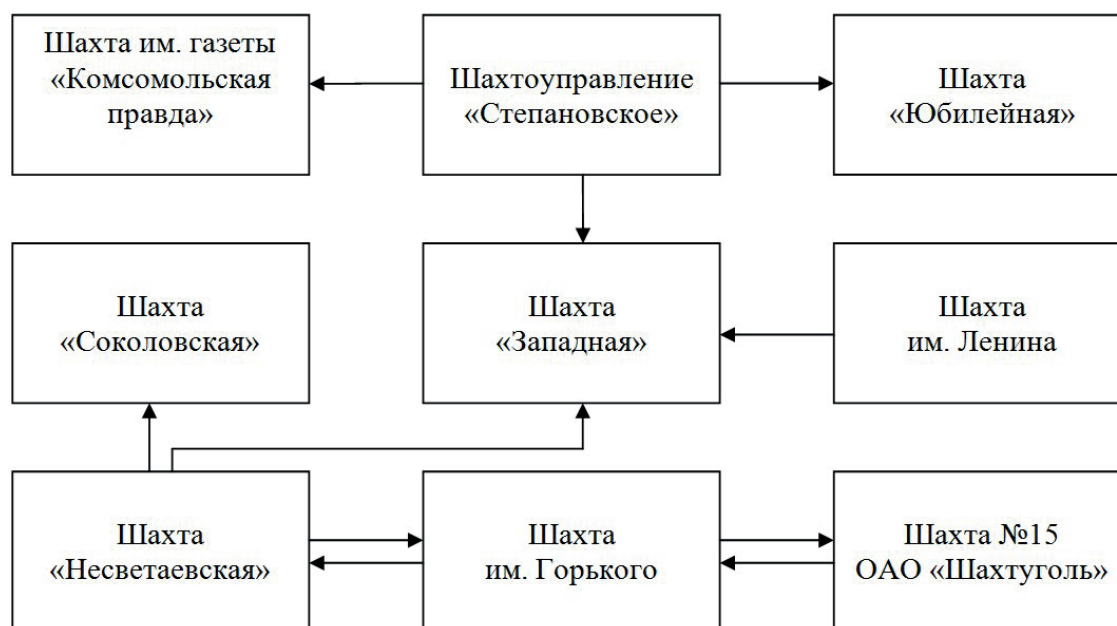 Шахта им. газеты
«Комсомольская
правда»
Шахтоуправление
«Степановское»
Шахта
«Юбилейная»
Шахта
«Соколовская»
Шахта
«Западная»
Шахта
им. Ленина
Шахта
«Несветаевская»
Шахта
им. Горького
Шахта №15
ОАО «Шахтуголь»